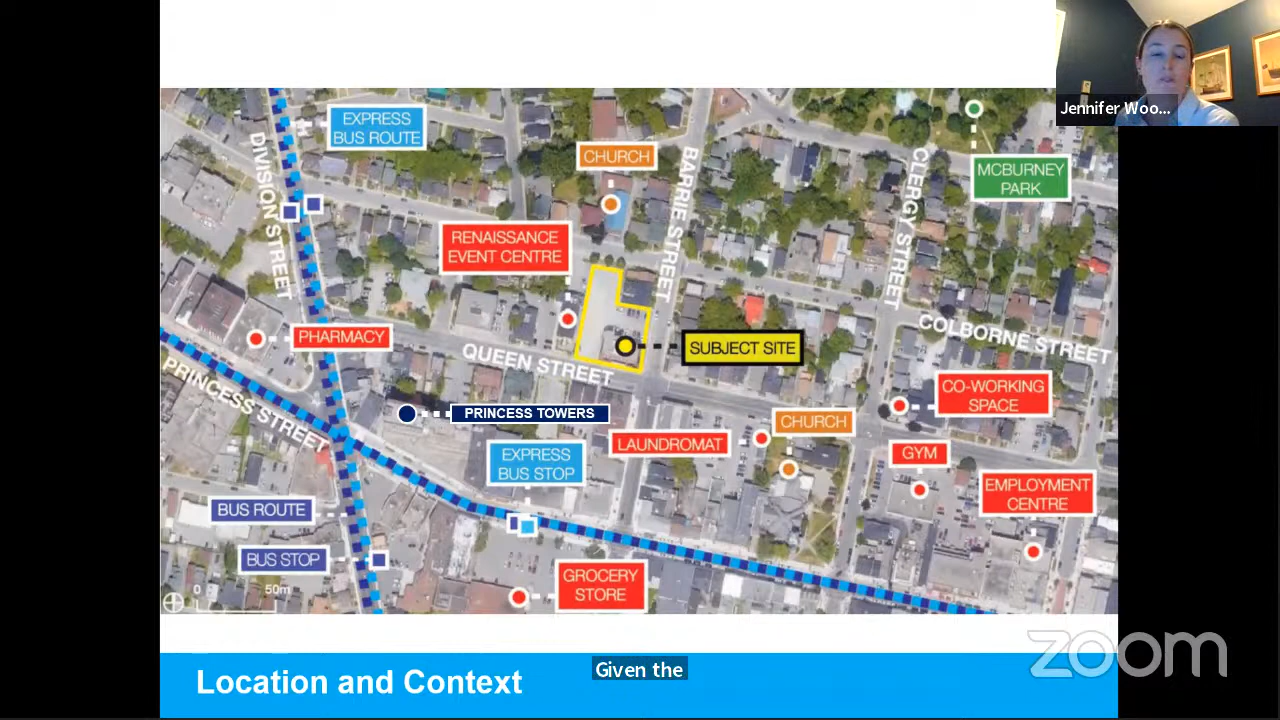 Jennifer Woo...
EXPRESS
BUS ROUTE
DIVISION STREET
CHURCH
BARRIE STREET
CLERGY STREET
MCBURNEY
PARK
RENAISSANCE
EVENT CENTRE
PHARMACY
QUEEN STREET
SUBJECT SITE
COLBORNE STREET
PRINCESS STREET
PRINCESS TOWERS
CO-WORKING
SPACE
CHURCH
LAUNDROMAT
EXPRESS
BUS STOP
GYM
EMPLOYMENT
CENTRE
BUS ROUTE
BUS STOP
GROCERY
STORE
0 50m
zoom
Given the
Location and Context